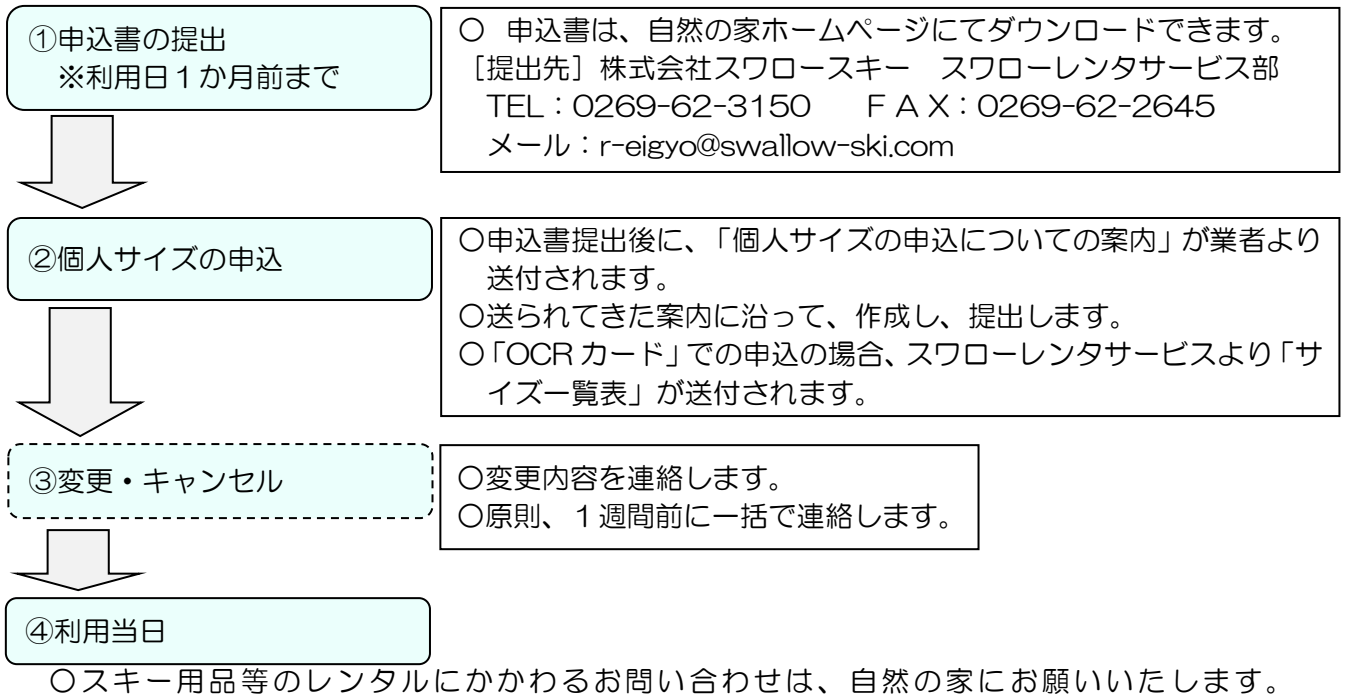 ①申込書の提出
※利用日１か月前まで
○　申込書は、自然の家ホームページにてダウンロードできます。
［提出先］株式会社スワロースキー　スワローレンタサービス部
TEL：0269-62-3150　　ＦＡＸ：0269-62-2645
メール：r-eigyo@swallow-ski.com
②個人サイズの申込
○申込書提出後に、「個人サイズの申込についての案内」が業者より
送付されます。
○送られてきた案内に沿って、作成し、提出します。
○「OCRカード」での申込の場合、スワローレンタサービスより「サ
イズ一覧表」が送付されます。
③変更・キャンセル
○変更内容を連絡します。
○原則、１週間前に一括で連絡します。
④利用当日
○スキー用品等のレンタルにかかわるお問い合わせは、自然の家にお願いいたします。